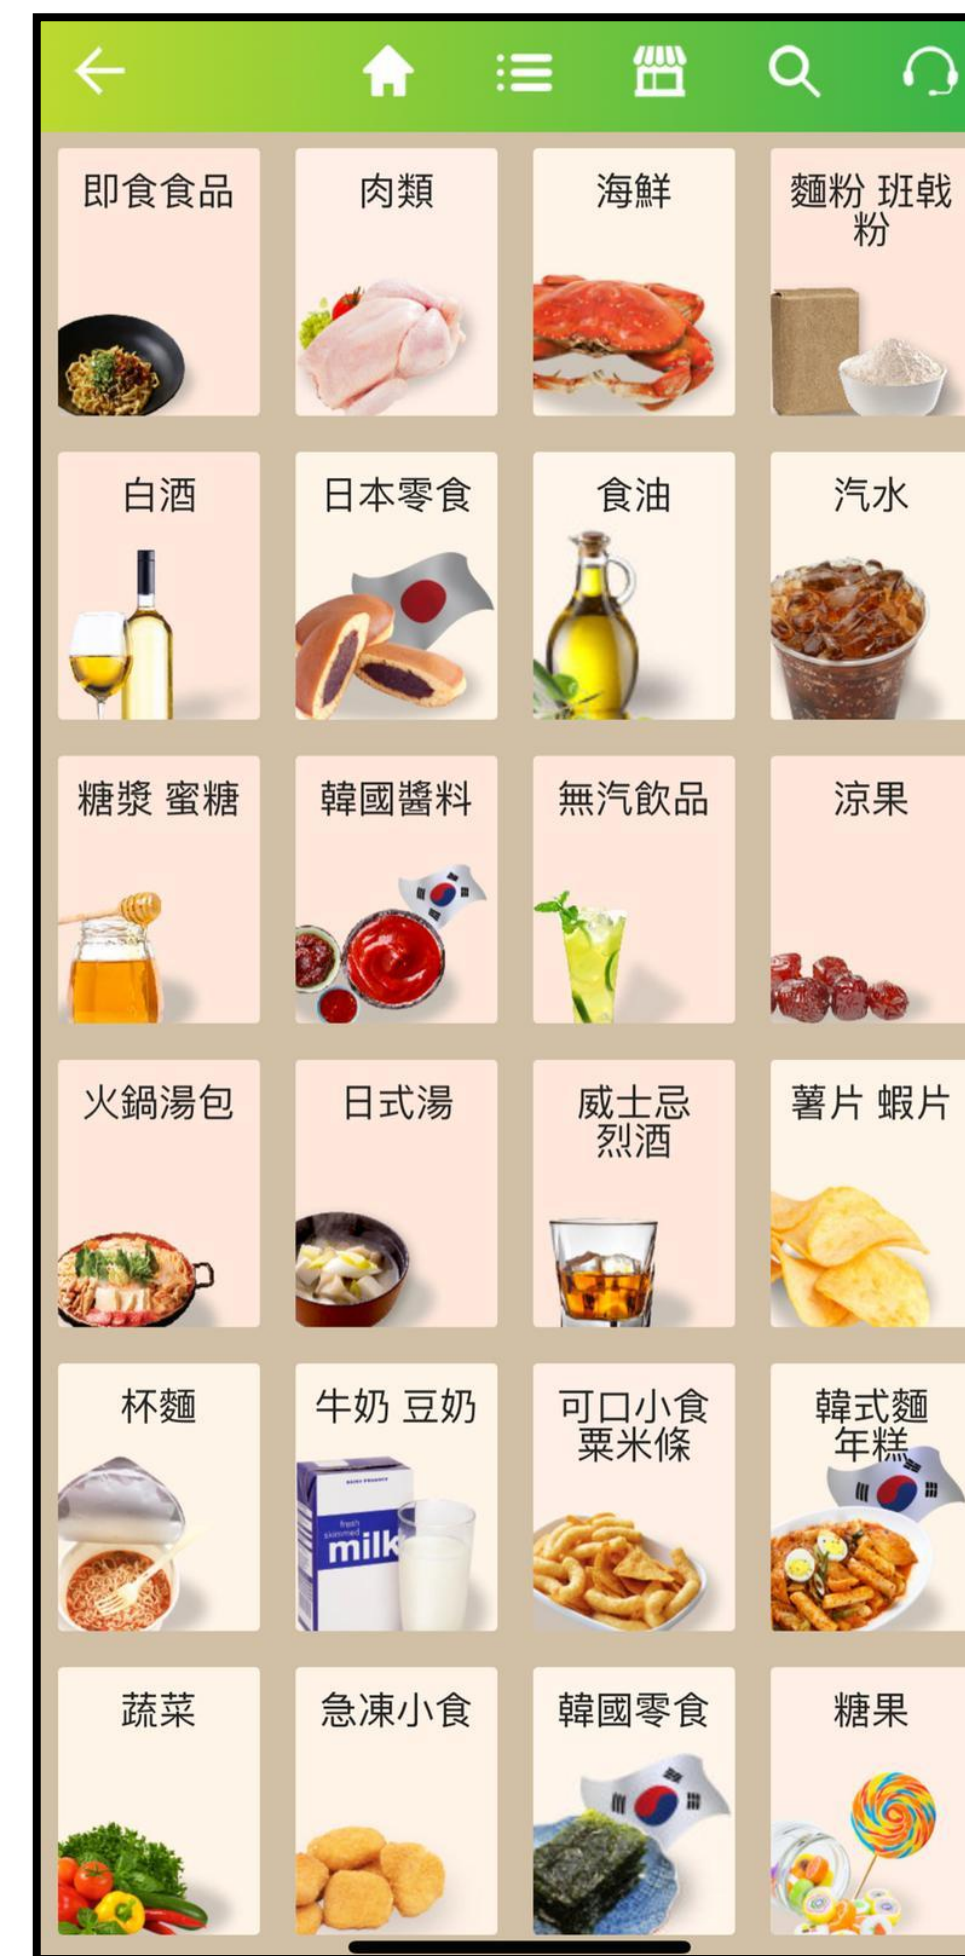 即食食品
肉類
海鮮
麵粉 班戟
粉
白酒
日本零食
食油
汽水
糖漿 蜜糖
韓國醬料
無汽飲品
涼果
火鍋湯包
日式湯
威士忌
烈酒
薯片 蝦片
杯麵
牛奶 豆奶
fresh
skimmed
milk
可口小食
粟米條
韓式麵
年糕
蔬菜
急凍小食
韓國零食
糖果